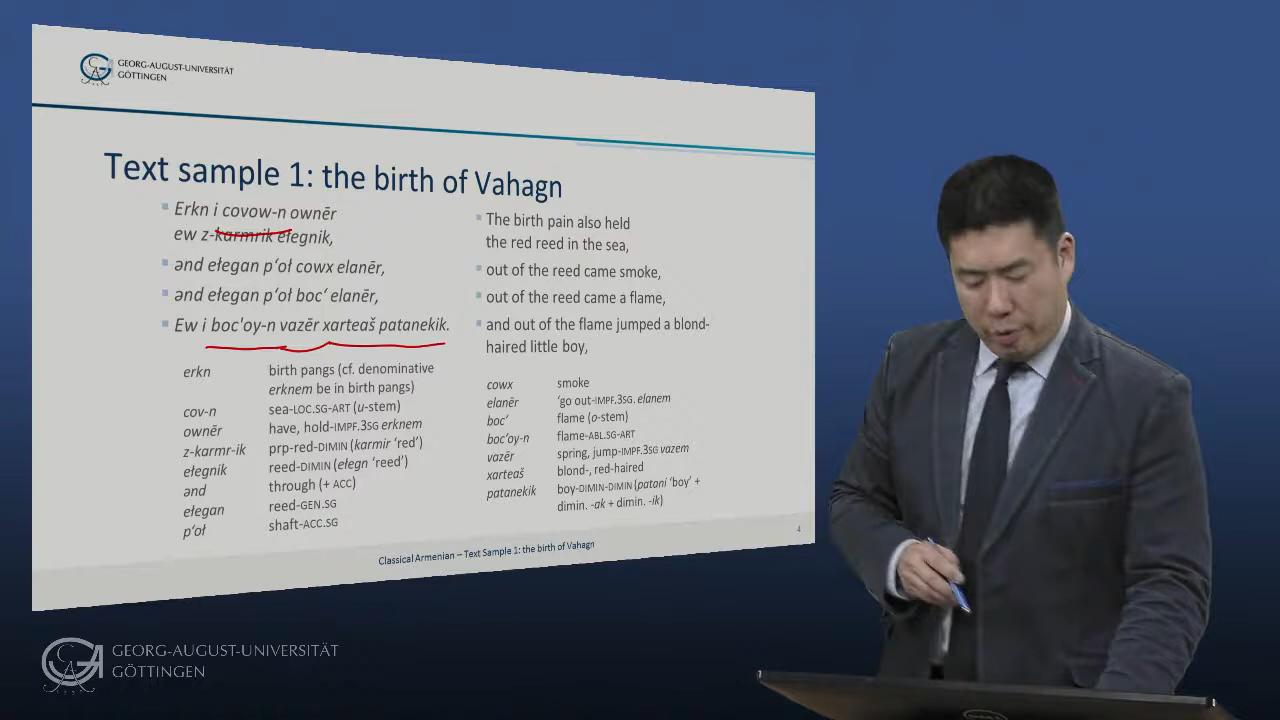 GEORG-AUGUST-UNIVERSITÄT
GÖTTINGEN
Text sample 1: the birth of Vahagn
Erkn i covow-n ownēr
ew z-karmrik ełegnik,
ənd ełegan pʻoł cowx elanēr,
ənd ełegan pʻoł bocʻ elanēr,
Ew i boc'oy-n vazēr xarteaš patanekik.
The birth pain also held
the red reed in the sea,
out of the reed came smoke,
out of the reed came a flame,
and out of the flame jumped a blond-
haired little boy,
erkn birth pangs (cf. denominative
erknem be in birth pangs)
cov-n sea-LOC.SG-ART (u-stem)
ownēr have, hold-IMPF.3SG erknem
z-karmr-ik prp-red-DIMIN (karmir ‘red’)
ełegnik reed-DIMIN (ełegn ‘reed’)
ənd through (+ ACC)
ełegan reed-GEN.SG
pʻoł shaft-ACC.SG
cowx smoke
elanēr ‘go out-IMPF.3SG. elanem
bocʻ flame (o-stem)
bocʻoy-n flame-ABL.SG-ART
vazēr spring, jump-IMPF.3SG vazem
xarteaš blond-, red-haired
patanekik boy-DIMIN-DIMIN (patani ‘boy’ +
dimin. -ak + dimin. -ik)
4
Classical Armenian – Text Sample 1: the birth of Vahagn
GEORG-AUGUST-UNIVERSITÄT
GÖTTINGEN